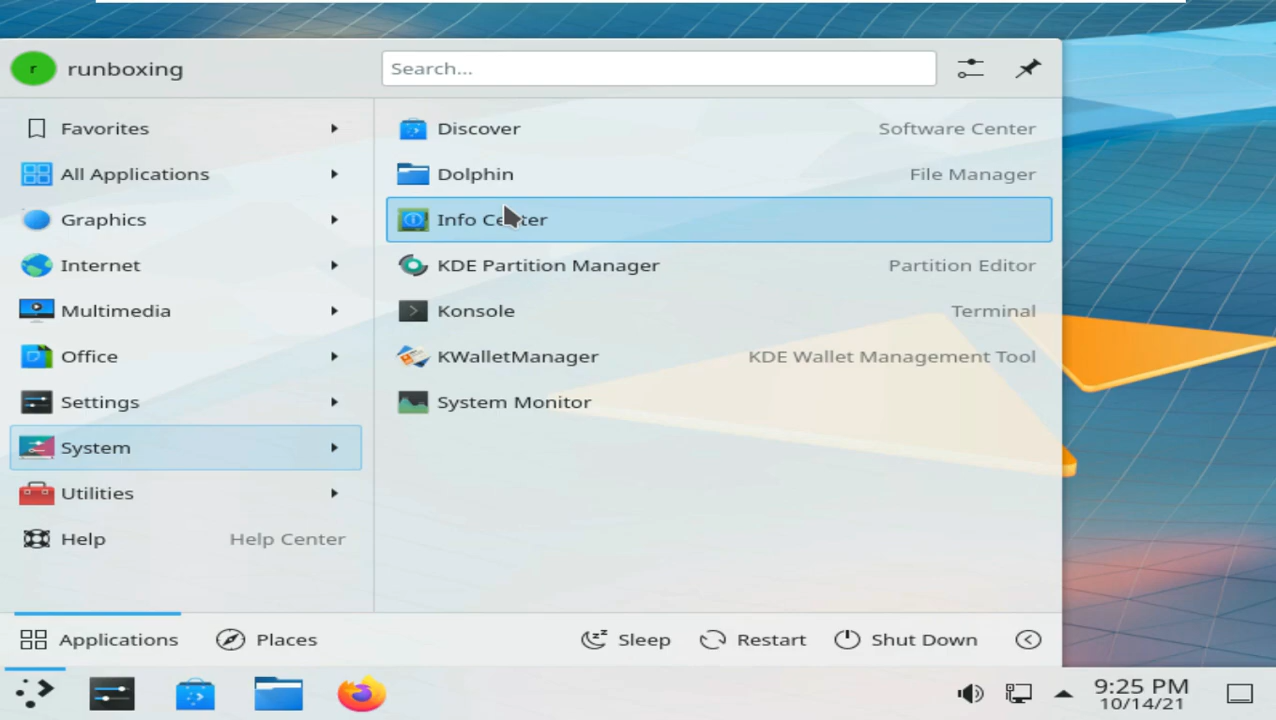 r runboxing
Search...
Favorites
All Applications
Graphics
Internet
Multimedia
Office
Settings
System
Utilities
Help Help Center
Discover Software Center
Dolphin File Manager
Info Center
KDE Partition Manager Partition Editor
Konsole Terminal
KWalletManager KDE Wallet Management Tool
System Monitor
Applications Places Sleep Restart Shut Down
9:25 PM
10/14/21